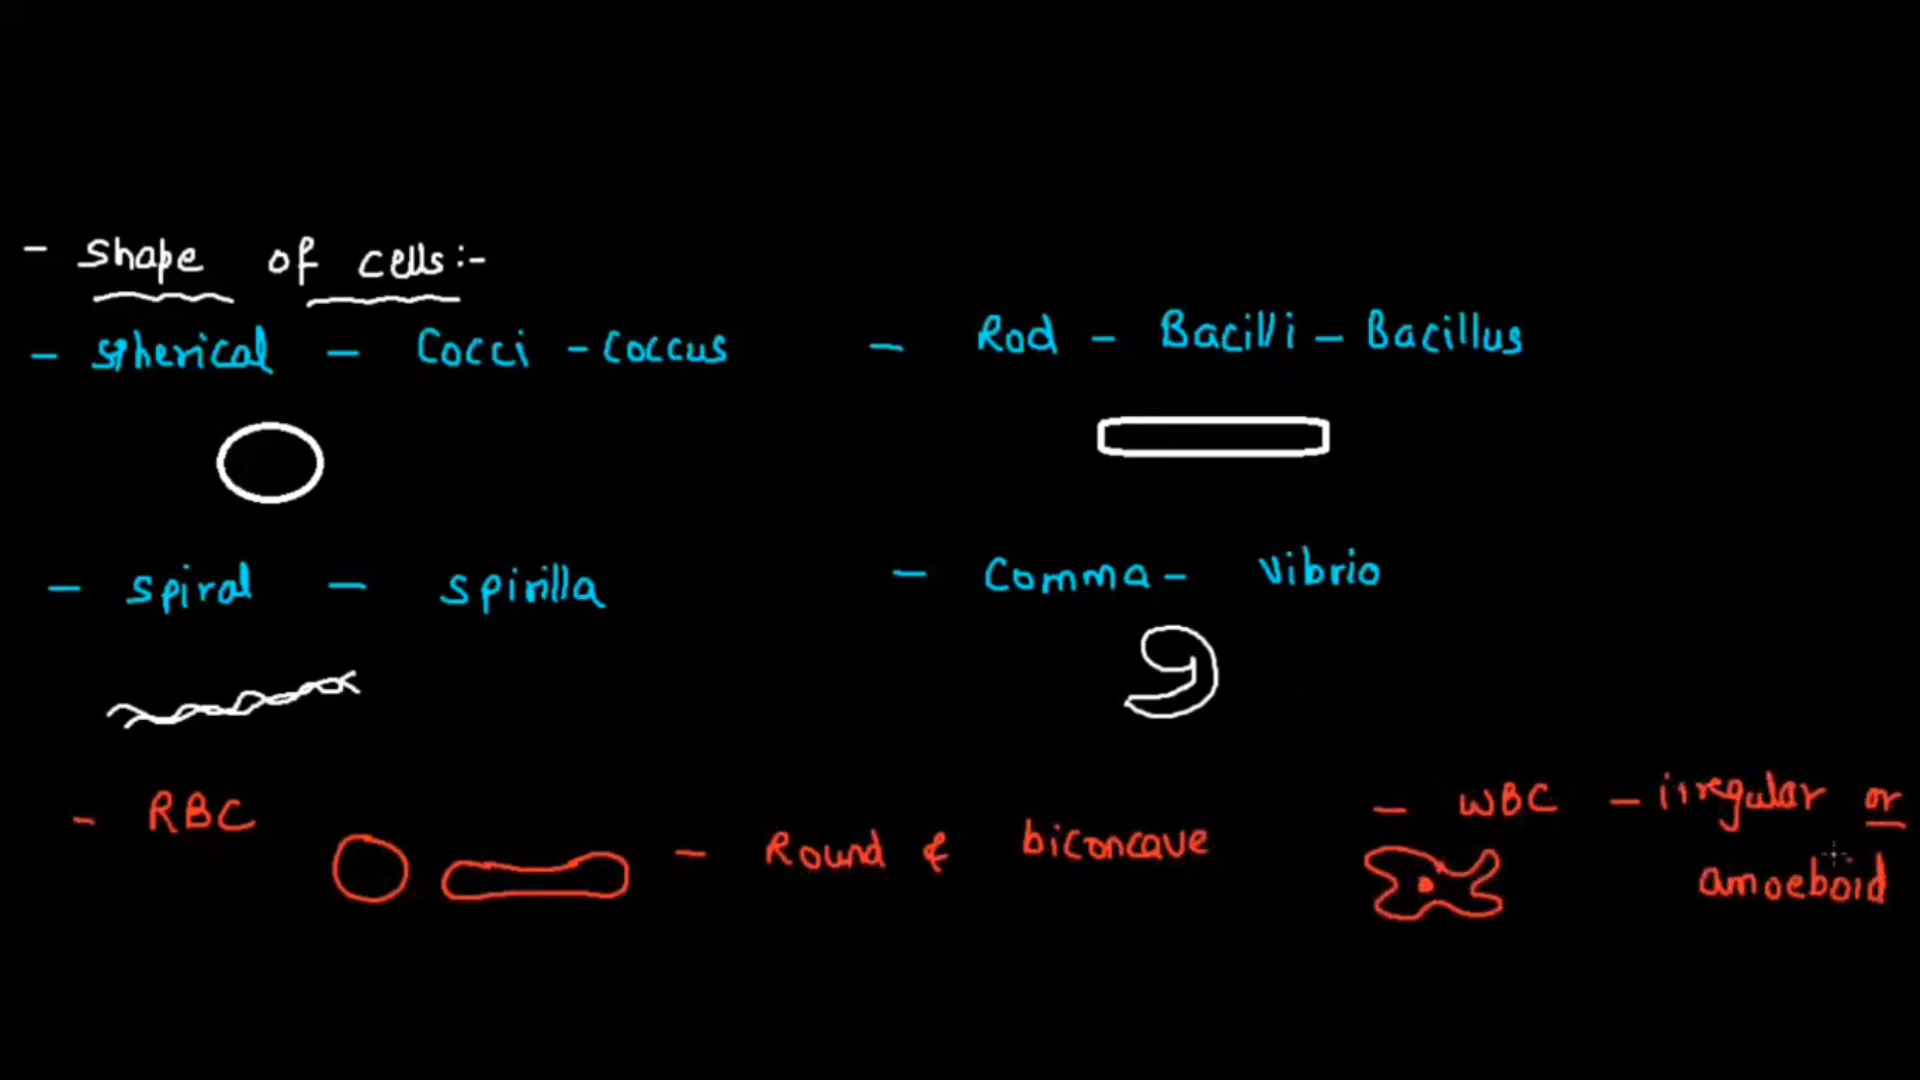 - Shape of cells:-
- spherical - Cocci - Coccus
- Rod - Bacilli - Bacillus
- spiral - spirilla
- Comma - Vibrio
- RBC - Round & biconcave
- WBC - irregular or
amoeboid